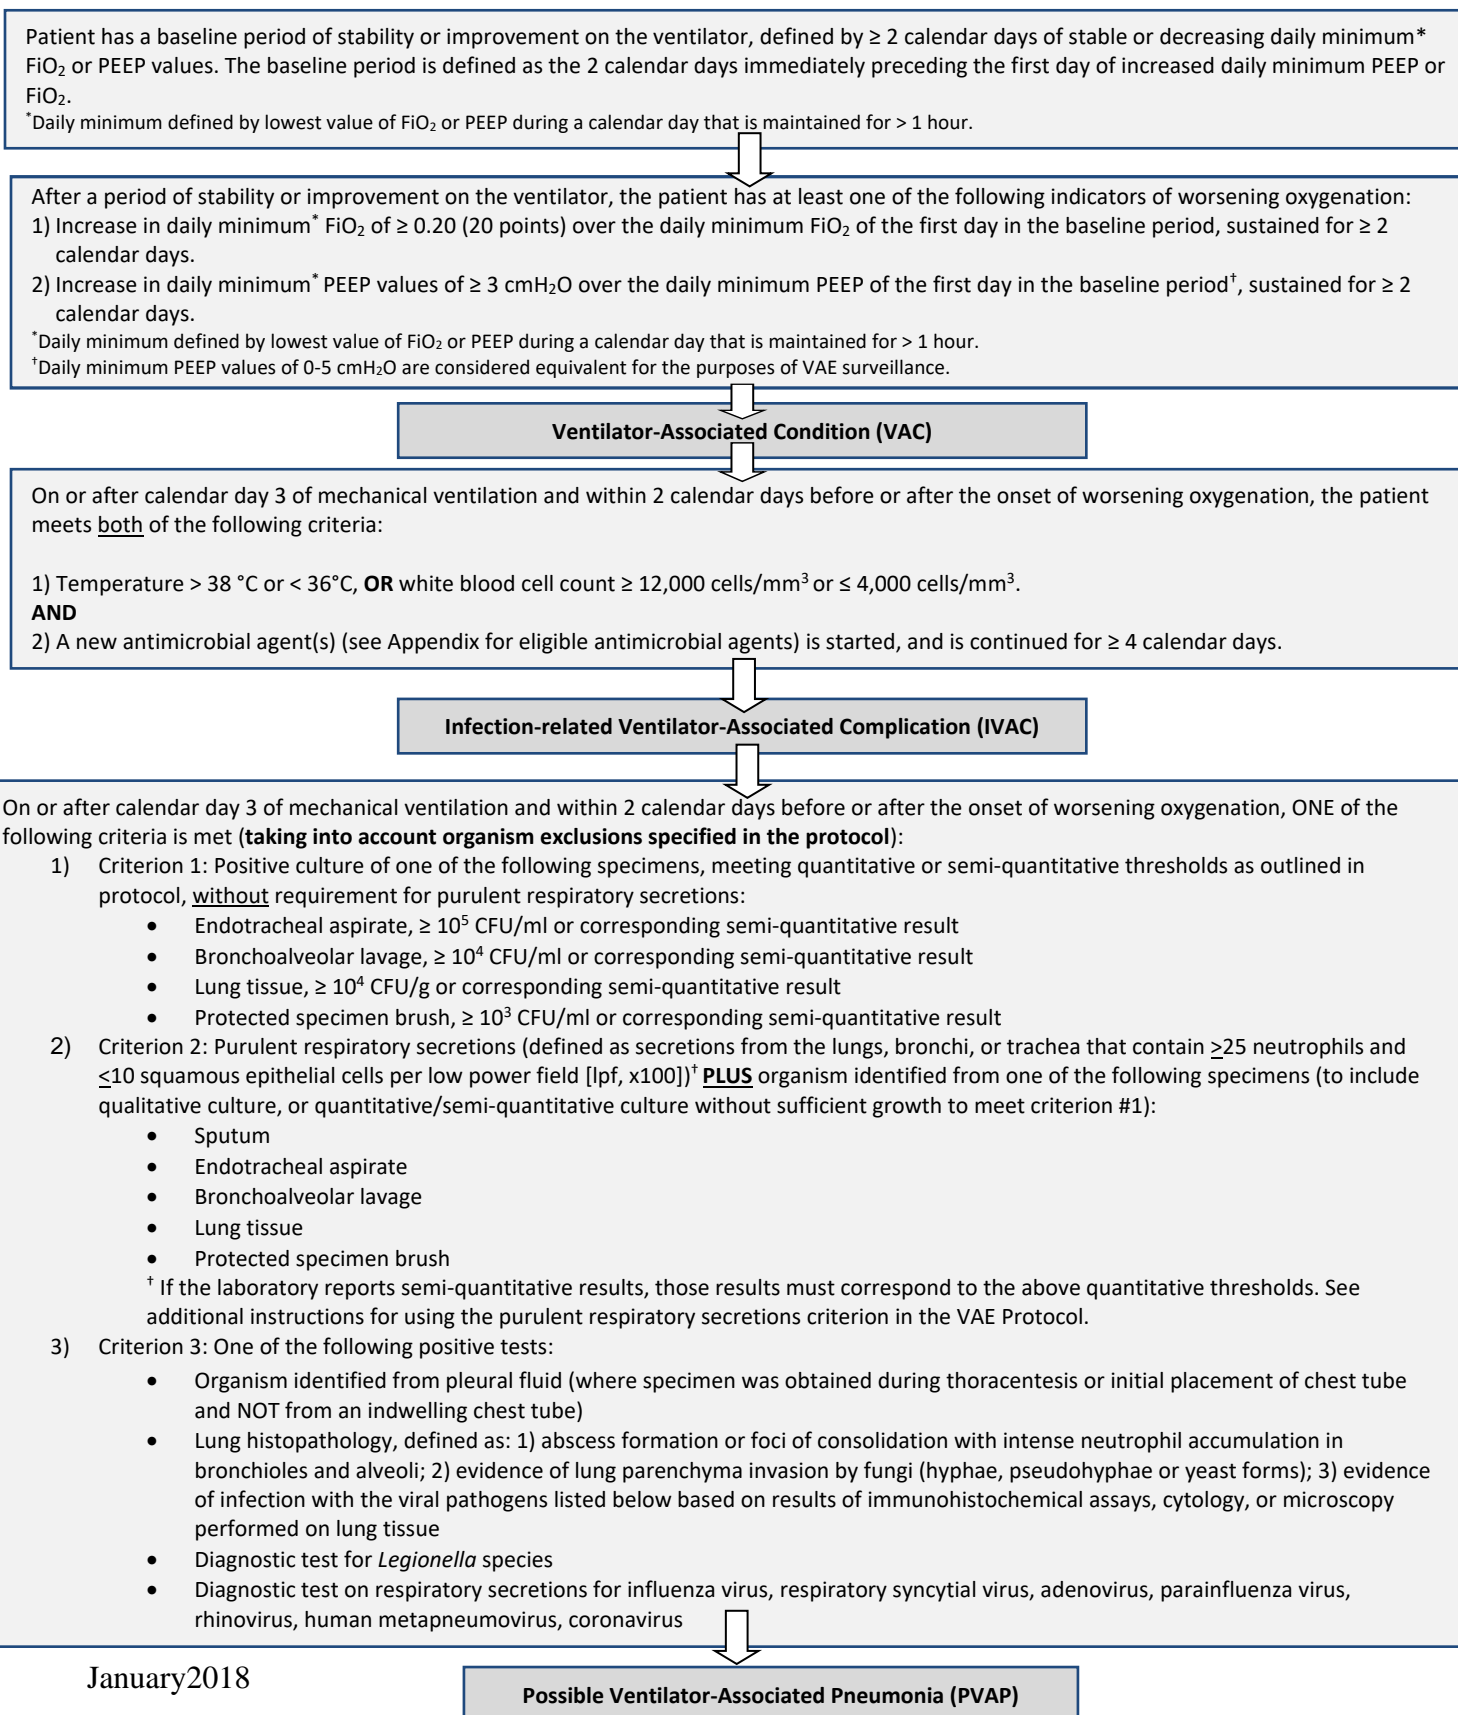 Patient has a baseline period of stability or improvement on the ventilator, defined by ≥ 2 calendar days of stable or decreasing daily minimum*
FiO₂ or PEEP values. The baseline period is defined as the 2 calendar days immediately preceding the first day of increased daily minimum PEEP or
FiO₂.
*Daily minimum defined by lowest value of FiO₂ or PEEP during a calendar day that is maintained for > 1 hour.
After a period of stability or improvement on the ventilator, the patient has at least one of the following indicators of worsening oxygenation:
1) Increase in daily minimum* FiO₂ of ≥ 0.20 (20 points) over the daily minimum FiO₂ of the first day in the baseline period, sustained for ≥ 2
calendar days.
2) Increase in daily minimum* PEEP values of ≥ 3 cmH₂O over the daily minimum PEEP of the first day in the baseline period†, sustained for ≥ 2
calendar days.
*Daily minimum defined by lowest value of FiO₂ or PEEP during a calendar day that is maintained for > 1 hour.
†Daily minimum PEEP values of 0-5 cmH₂O are considered equivalent for the purposes of VAE surveillance.
Ventilator-Associated Condition (VAC)
On or after calendar day 3 of mechanical ventilation and within 2 calendar days before or after the onset of worsening oxygenation, the patient
meets both of the following criteria:
1) Temperature > 38 °C or < 36°C, OR white blood cell count ≥ 12,000 cells/mm³ or ≤ 4,000 cells/mm³.
AND
2) A new antimicrobial agent(s) (see Appendix for eligible antimicrobial agents) is started, and is continued for ≥ 4 calendar days.
Infection-related Ventilator-Associated Complication (IVAC)
On or after calendar day 3 of mechanical ventilation and within 2 calendar days before or after the onset of worsening oxygenation, ONE of the
following criteria is met (taking into account organism exclusions specified in the protocol):
1) Criterion 1: Positive culture of one of the following specimens, meeting quantitative or semi-quantitative thresholds as outlined in
protocol, without requirement for purulent respiratory secretions:
• Endotracheal aspirate, ≥ 10⁵ CFU/ml or corresponding semi-quantitative result
• Bronchoalveolar lavage, ≥ 10⁴ CFU/ml or corresponding semi-quantitative result
• Lung tissue, ≥ 10⁴ CFU/g or corresponding semi-quantitative result
• Protected specimen brush, ≥ 10³ CFU/ml or corresponding semi-quantitative result
2) Criterion 2: Purulent respiratory secretions (defined as secretions from the lungs, bronchi, or trachea that contain ≥25 neutrophils and
≤10 squamous epithelial cells per low power field [lpf, x100])† PLUS organism identified from one of the following specimens (to include
qualitative culture, or quantitative/semi-quantitative culture without sufficient growth to meet criterion #1):
• Sputum
• Endotracheal aspirate
• Bronchoalveolar lavage
• Lung tissue
• Protected specimen brush
† If the laboratory reports semi-quantitative results, those results must correspond to the above quantitative thresholds. See
additional instructions for using the purulent respiratory secretions criterion in the VAE Protocol.
3) Criterion 3: One of the following positive tests:
• Organism identified from pleural fluid (where specimen was obtained during thoracentesis or initial placement of chest tube
and NOT from an indwelling chest tube)
• Lung histopathology, defined as: 1) abscess formation or foci of consolidation with intense neutrophil accumulation in
bronchioles and alveoli; 2) evidence of lung parenchyma invasion by fungi (hyphae, pseudohyphae or yeast forms); 3) evidence
of infection with the viral pathogens listed below based on results of immunohistochemical assays, cytology, or microscopy
performed on lung tissue
• Diagnostic test for Legionella species
• Diagnostic test on respiratory secretions for influenza virus, respiratory syncytial virus, adenovirus, parainfluenza virus,
rhinovirus, human metapneumovirus, coronavirus
January2018
Possible Ventilator-Associated Pneumonia (PVAP)